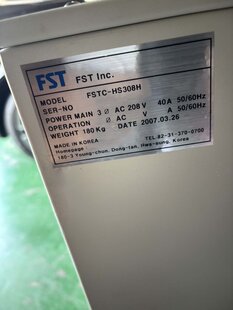 FST FST Inc.
MODEL FSTC-HS308H
SER-NO
POWER MAIN 3 Ø AC 208 V 40 A 50/60Hz
OPERATION Ø AC V A 50/60Hz
WEIGHT 180 Kg DATE 2007.03.26
MADE IN KOREA TEL 82-31-370-0700
Homepage :
180-3 Young-chun, Dong-tan, Hwa-sung, Korea